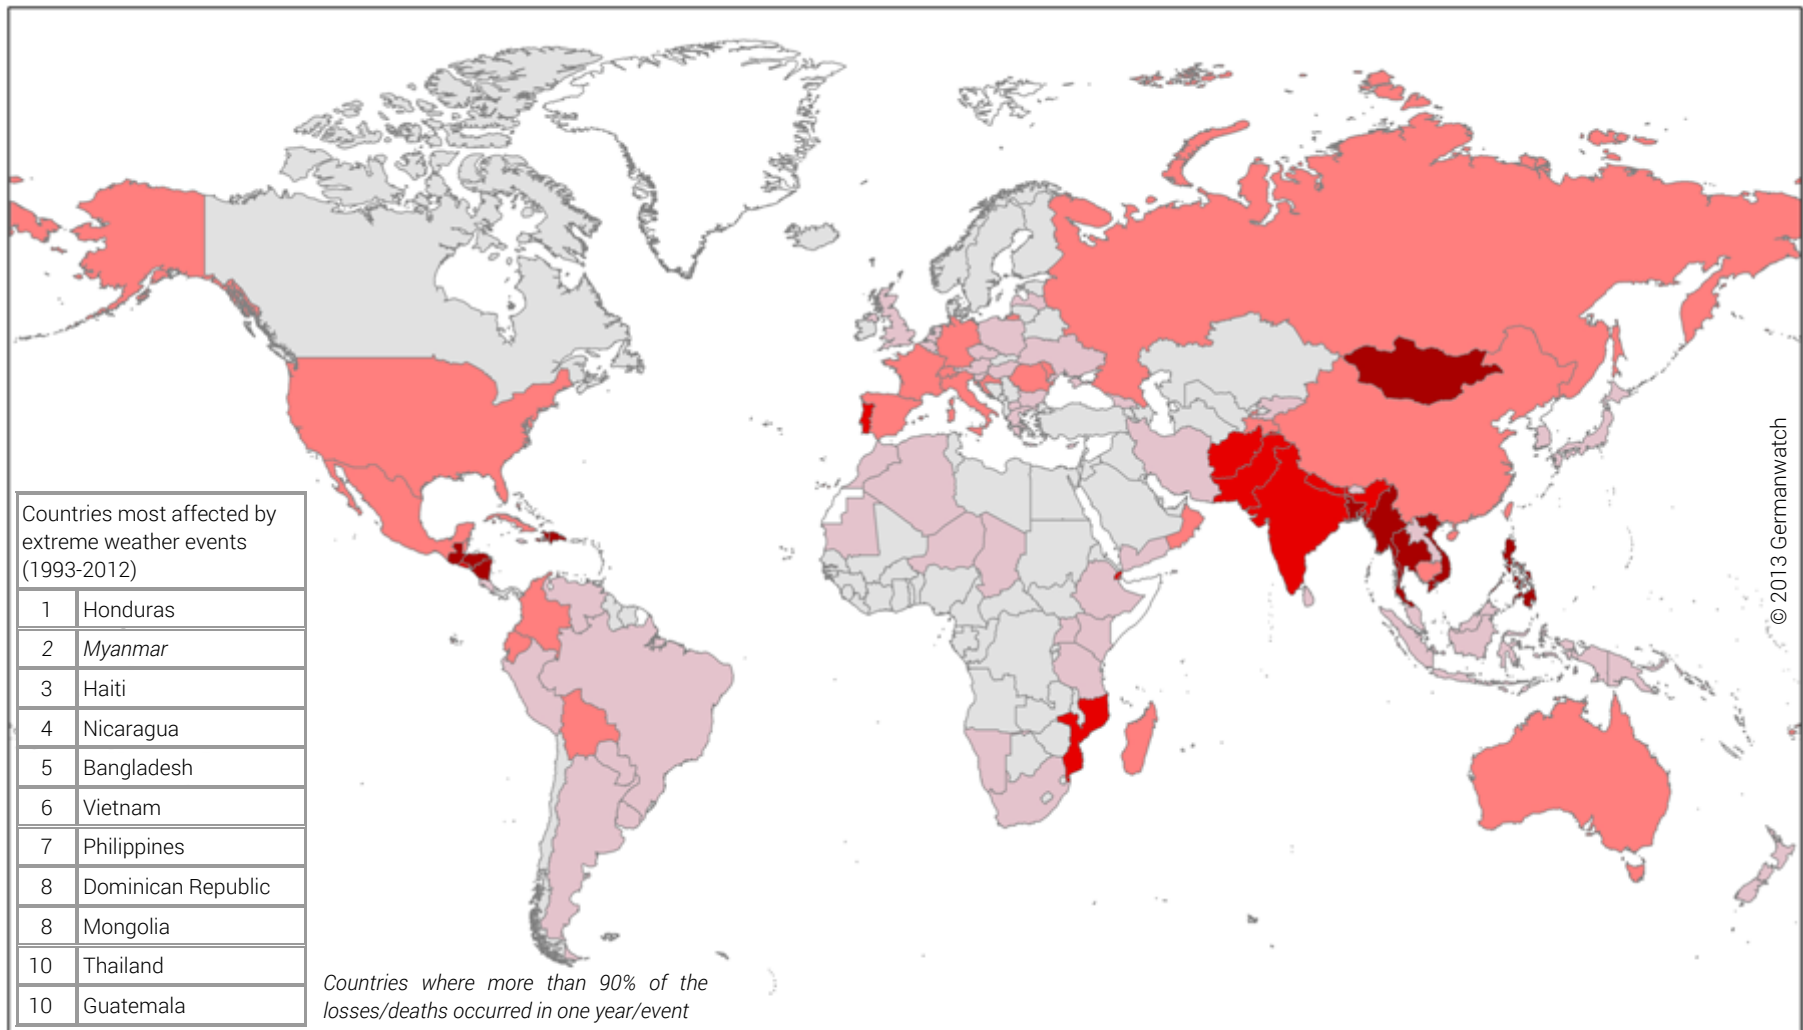 Countries most affected by
extreme weather events
(1993-2012)
1 Honduras
2 Myanmar
3 Haiti
4 Nicaragua
5 Bangladesh
6 Vietnam
7 Philippines
8 Dominican Republic
8 Mongolia
10 Thailand
10 Guatemala
Countries where more than 90% of the
losses/deaths occurred in one year/event
© 2013 Germanwatch